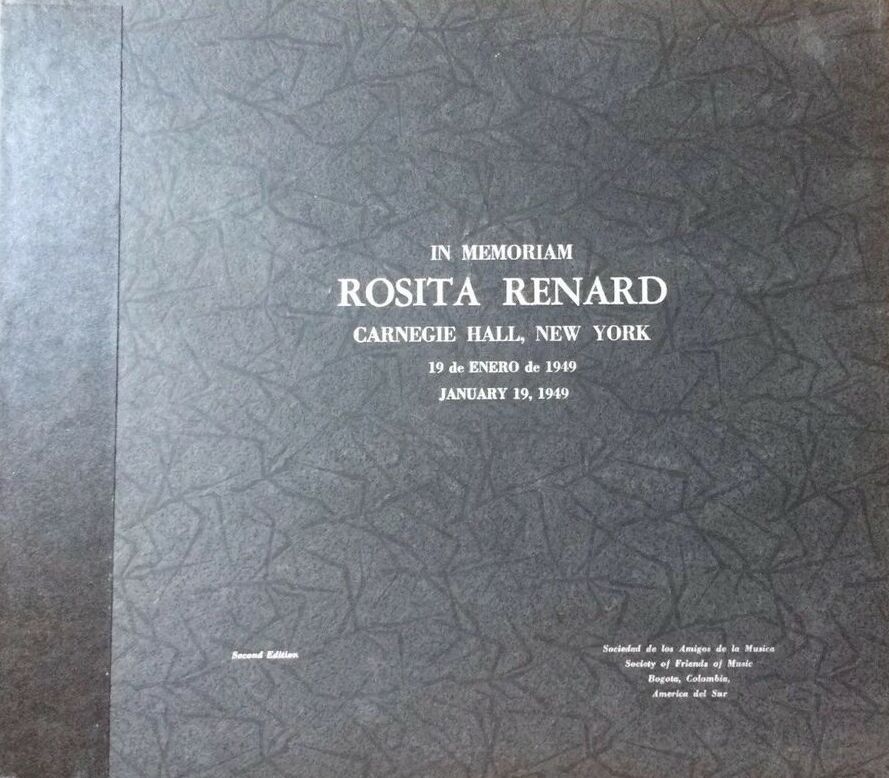 IN MEMORIAM
ROSITA RENARD
CARNEGIE HALL, NEW YORK
19 de ENERO de 1949
JANUARY 19, 1949
Second Edition
Sociedad de los Amigos de la Musica
Society of Friends of Music
Bogota, Colombia,
America del Sur